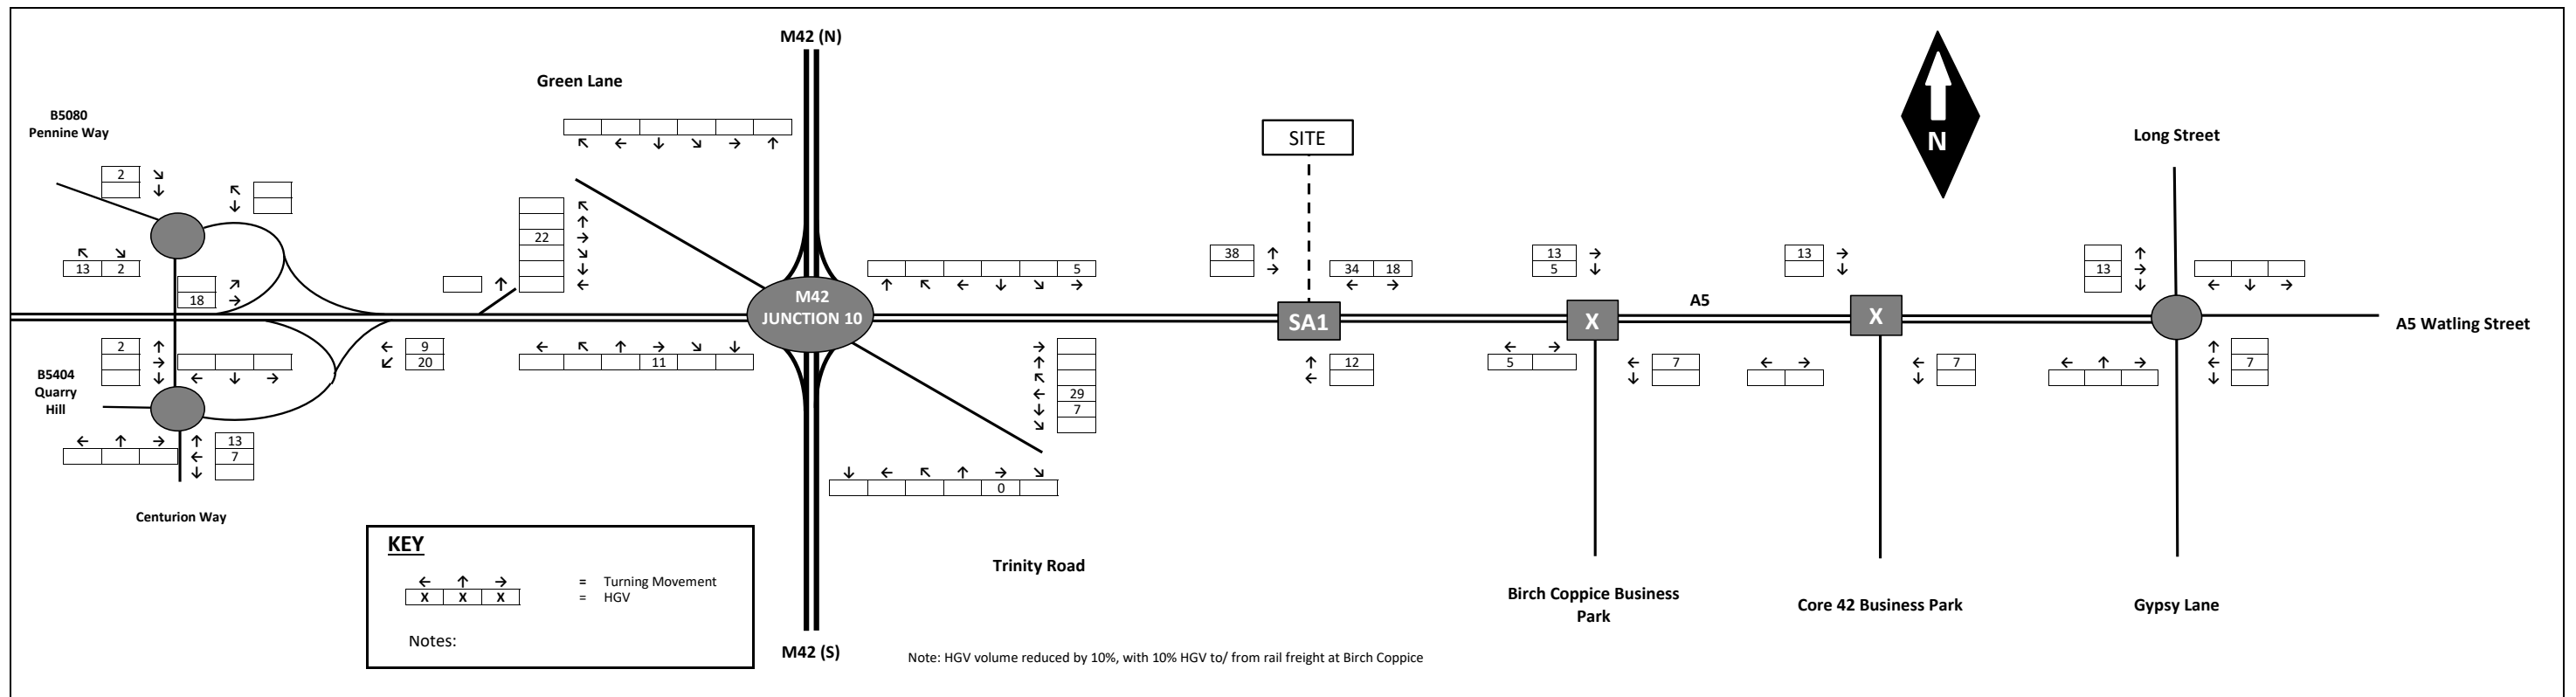 M42 (N)
Green Lane
B5080
Pennine Way
SITE
N
Long Street
2
13 2
18
22
5
38
34 18
13
5
13
13
M42
JUNCTION 10
SA1
X
A5
X
A5 Watling Street
2
9
20
11
29
7
12
5
7
7
7
B5404
Quarry
Hill
13
7
0
Centurion Way
KEY
← ↑ → = Turning Movement
X X X = HGV
Notes:
Trinity Road
Birch Coppice Business
Park
Core 42 Business Park
Gypsy Lane
M42 (S)
Note: HGV volume reduced by 10%, with 10% HGV to/ from rail freight at Birch Coppice